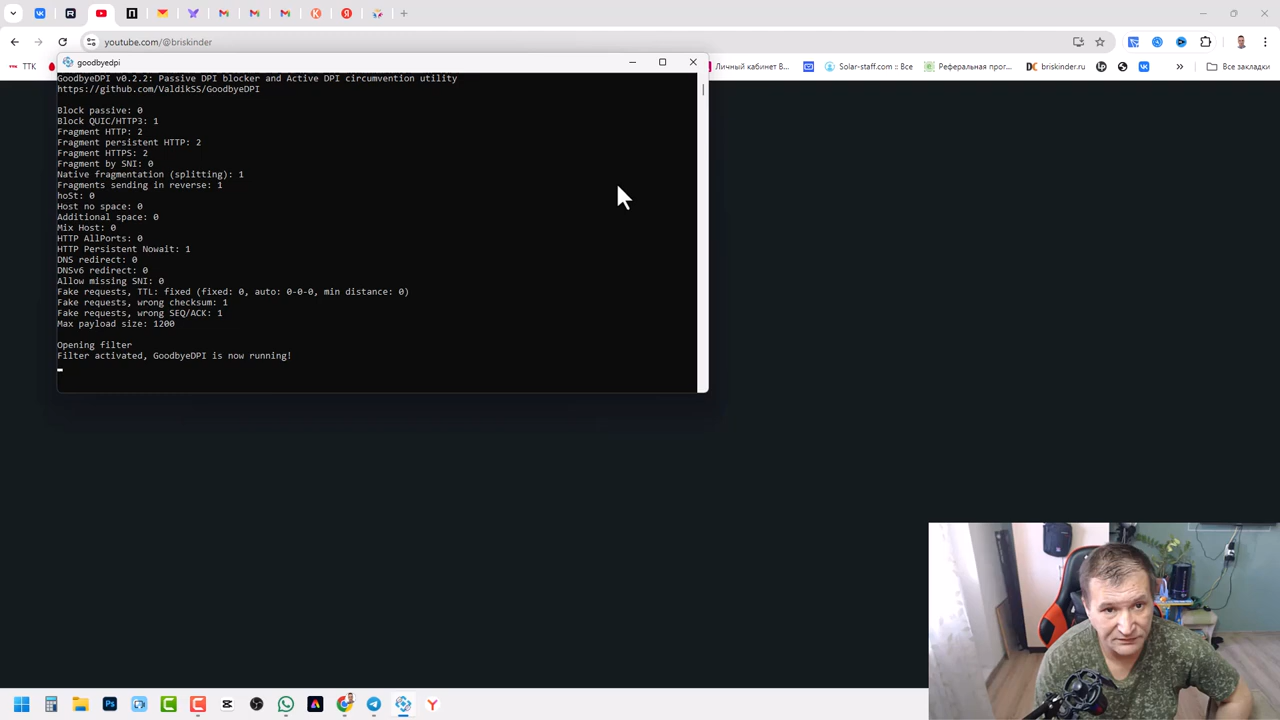 youtube.com/@briskinder
ТТК
Личный кабинет В...
Solar-staff.com :: Все
Реферальная прог...
briskinder.ru
»
Все закладки
goodbyedpi
GoodbyeDPI v0.2.2: Passive DPI blocker and Active DPI circumvention utility
https://github.com/ValdikSS/GoodbyeDPI
Block passive: 0
Block QUIC/HTTP3: 1
Fragment HTTP: 2
Fragment persistent HTTP: 2
Fragment HTTPS: 2
Fragment by SNI: 0
Native fragmentation (splitting): 1
Fragments sending in reverse: 1
hoSt: 0
Host no space: 0
Additional space: 0
Mix Host: 0
HTTP AllPorts: 0
HTTP Persistent Nowait: 1
DNS redirect: 0
DNSv6 redirect: 0
Allow missing SNI: 0
Fake requests, TTL: fixed (fixed: 0, auto: 0-0-0, min distance: 0)
Fake requests, wrong checksum: 1
Fake requests, wrong SEQ/ACK: 1
Max payload size: 1200
Opening filter
Filter activated, GoodbyeDPI is now running!